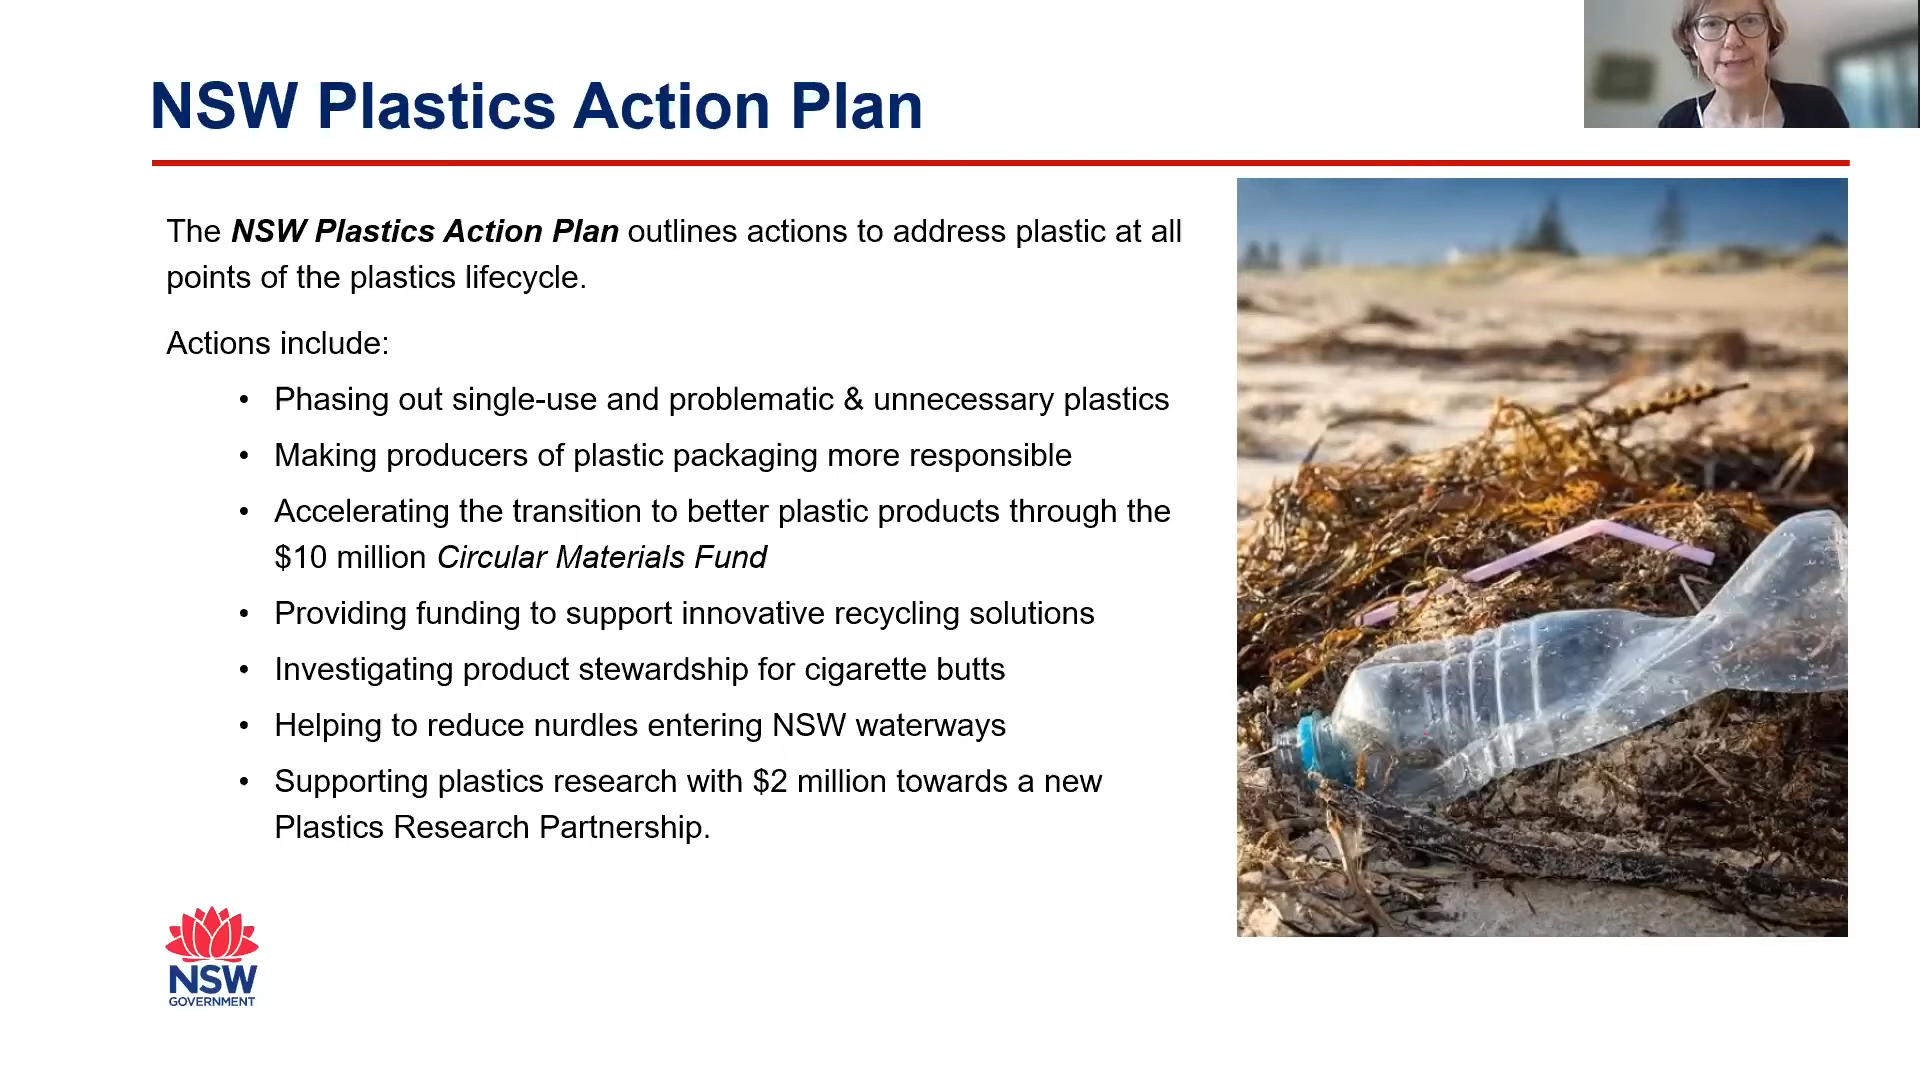 NSW Plastics Action Plan
The NSW Plastics Action Plan outlines actions to address plastic at all
points of the plastics lifecycle.
Actions include:
• Phasing out single-use and problematic & unnecessary plastics
• Making producers of plastic packaging more responsible
• Accelerating the transition to better plastic products through the
$10 million Circular Materials Fund
• Providing funding to support innovative recycling solutions
• Investigating product stewardship for cigarette butts
• Helping to reduce nurdles entering NSW waterways
• Supporting plastics research with $2 million towards a new
Plastics Research Partnership.
NSW
GOVERNMENT